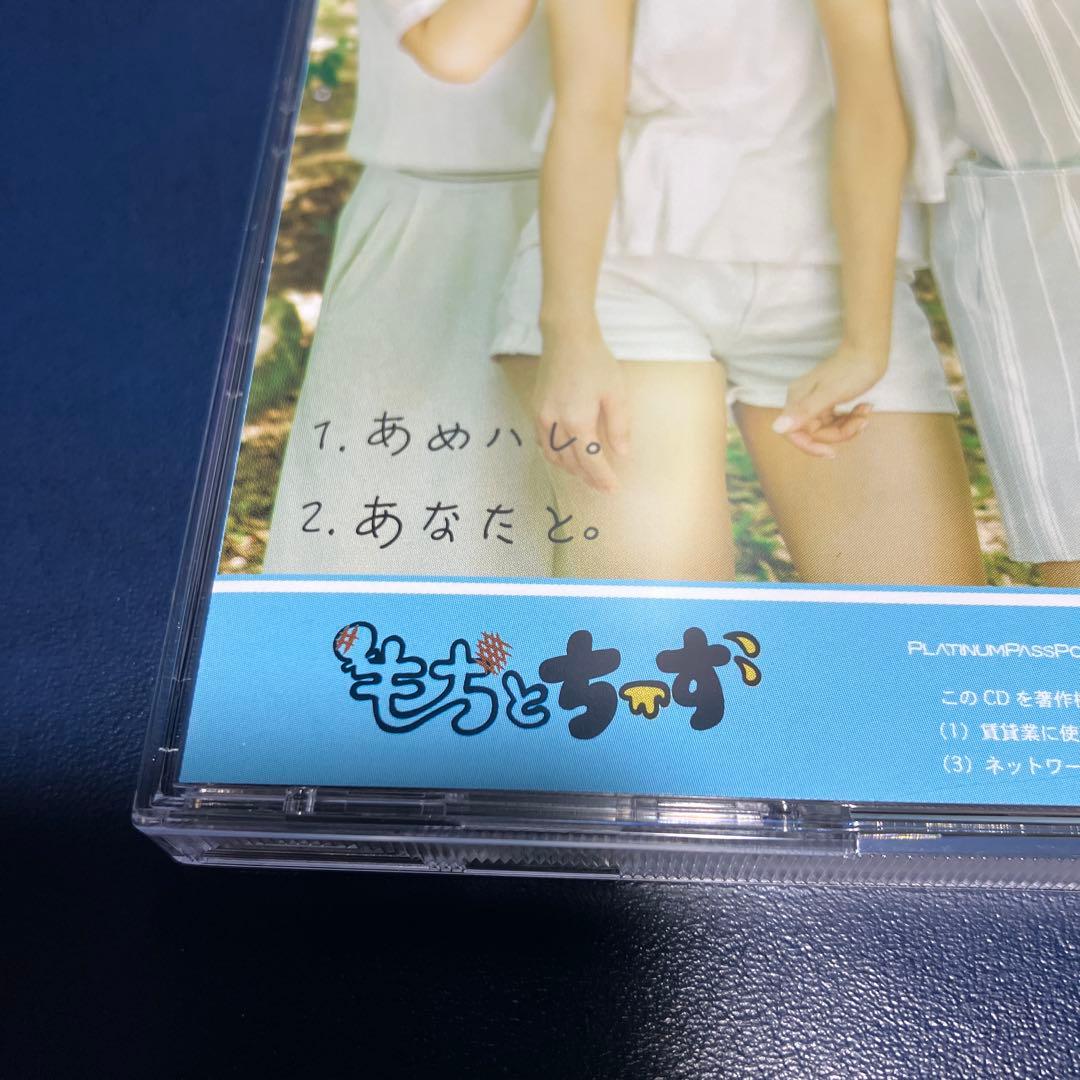 1. あめハレ。
2. あなたと。
もちとちーず
PLATINUMPASSPO
このCDを著作権
(1) 賃貸業に使
(3) ネットワー